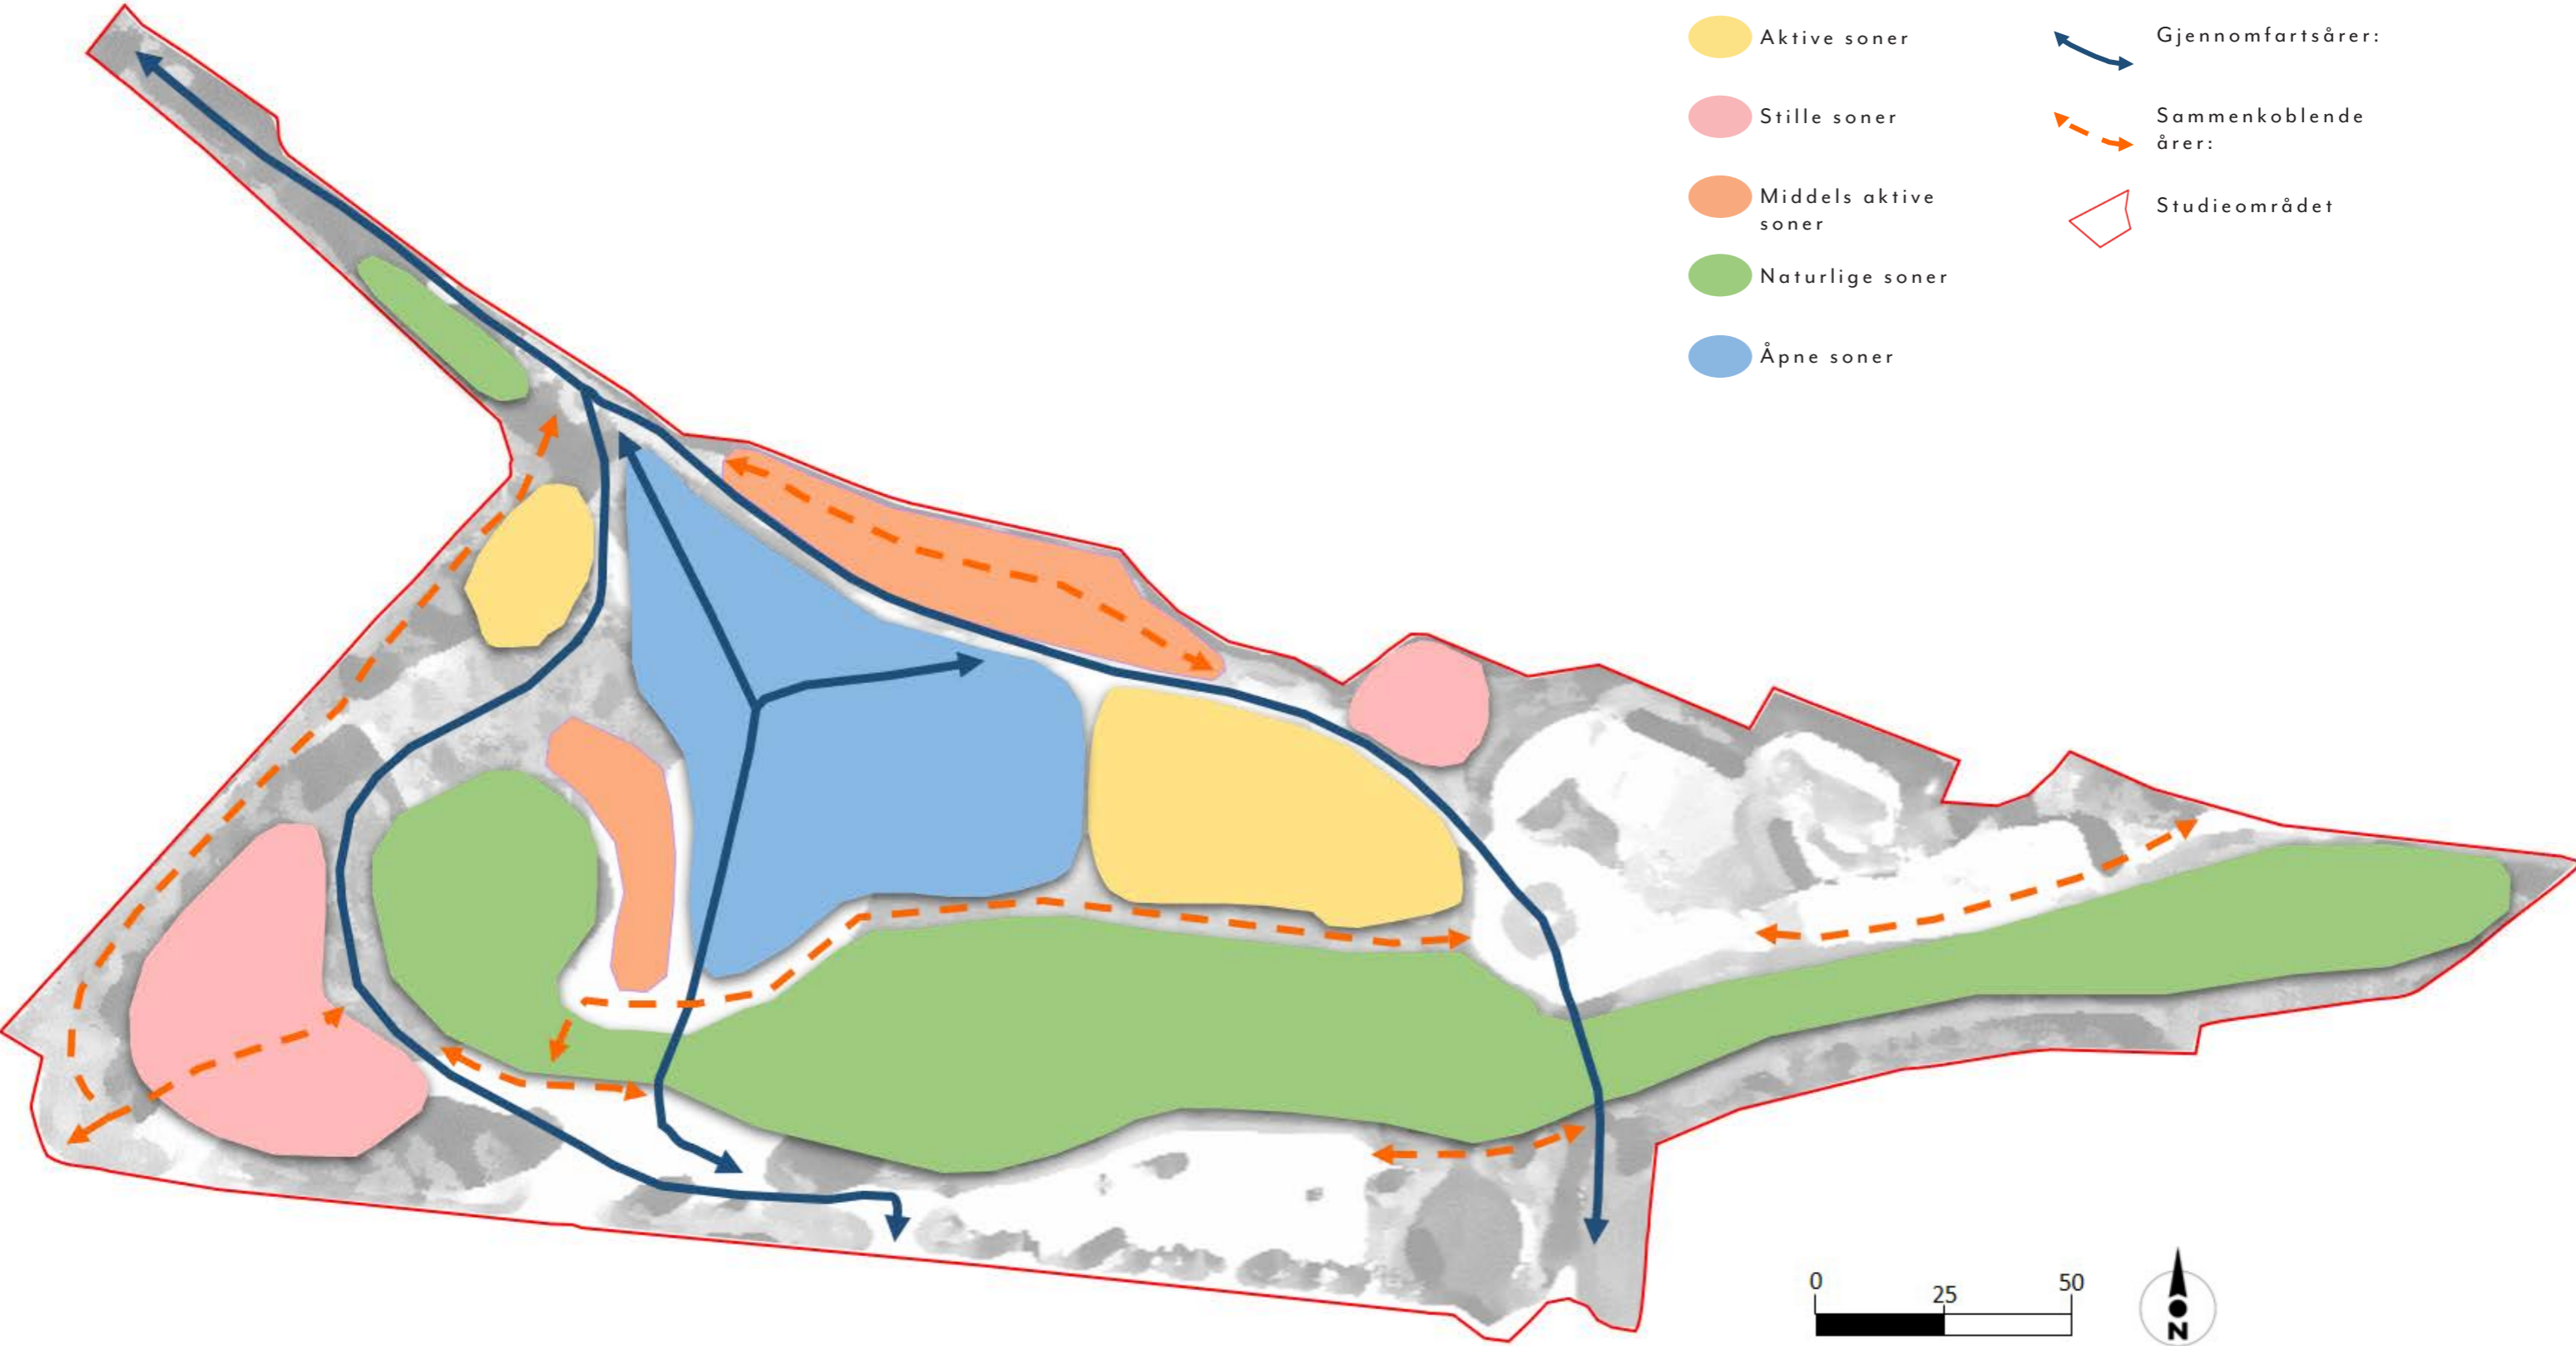 Aktive soner
Stille soner
Middels aktive
soner
Naturlige soner
Åpne soner
Gjennomfartsårer:
Sammenkoblende
årer:
Studieområdet
0
25
50
N